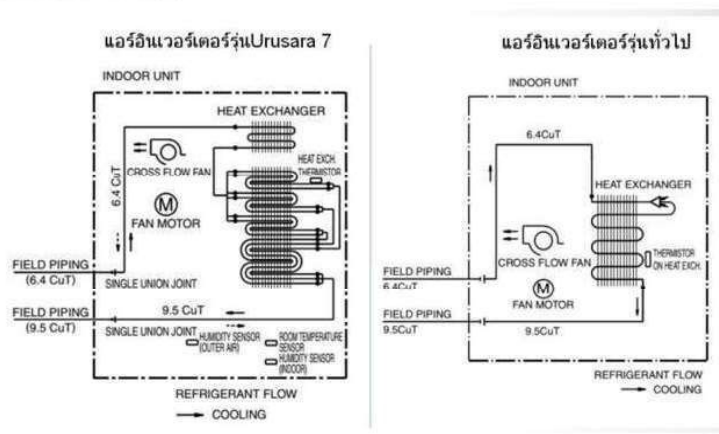 แอร์อินเวอร์เตอร์รุ่นUrusara 7
INDOOR UNIT
HEAT EXCHANGER
CROSS FLOW FAN
HEAT EXCH.
THERMISTOR
6.4 CuT
M
FAN MOTOR
FIELD PIPING
(6.4 CuT)
SINGLE UNION JOINT
FIELD PIPING
(9.5 CuT)
9.5 CuT
SINGLE UNION JOINT
HUMIDITY SENSOR
(OUTER AIR)
ROOM TEMPERATURE
SENSOR
HUMIDITY SENSOR
(INDOOR)
REFRIGERANT FLOW
COOLING
แอร์อินเวอร์เตอร์รุ่นทั่วไป
INDOOR UNIT
6.4CuT
HEAT EXCHANGER
CROSS FLOW FAN
THERMISTOR
ON HEAT EXCH.
M
FAN MOTOR
FIELD PIPING
6.4CuT
FIELD PIPING
9.5CuT
9.5CuT
REFRIGERANT FLOW
COOLING